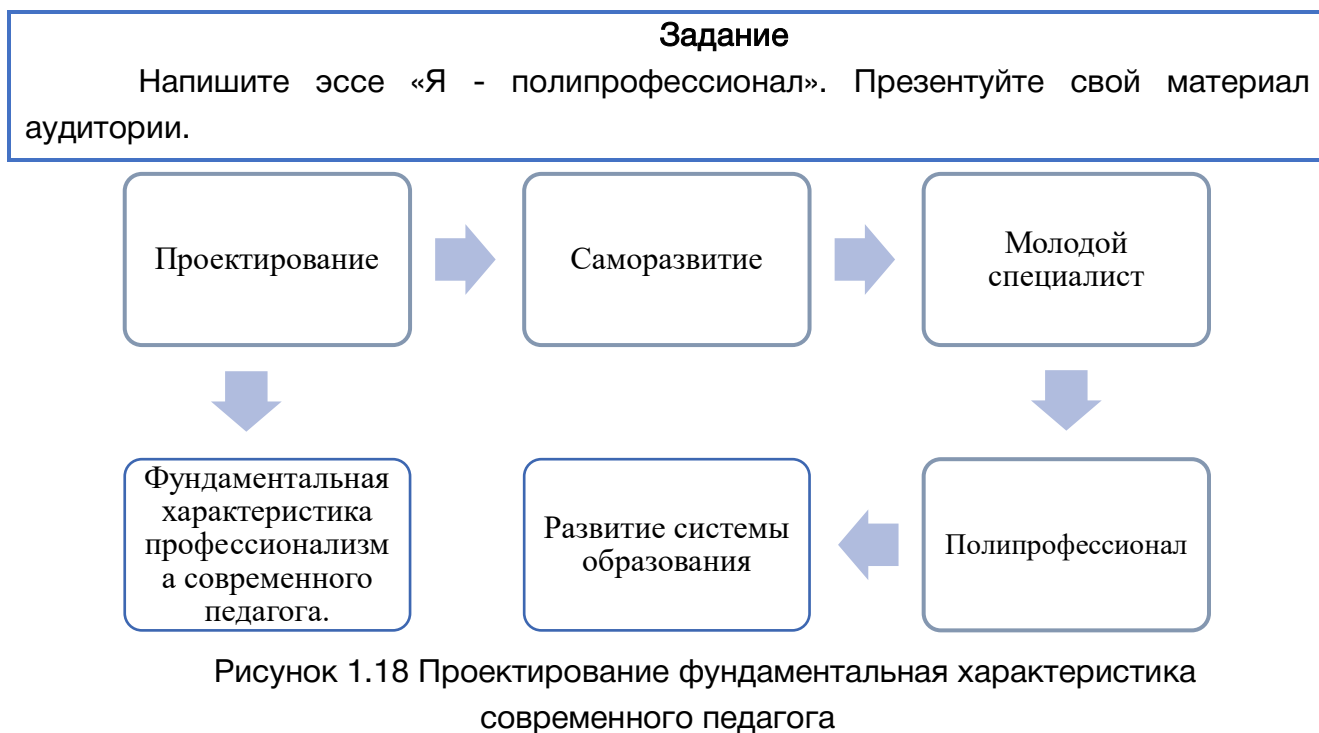 Задание
Напишите эссе «Я - полипрофессионал». Презентуйте свой материал
аудитории.
Проектирование
Саморазвитие
Молодой
специалист
Фундаментальная
характеристика
профессионализм
а современного
педагога.
Развитие системы
образования
Полипрофессионал
Рисунок 1.18 Проектирование фундаментальная характеристика
современного педагога